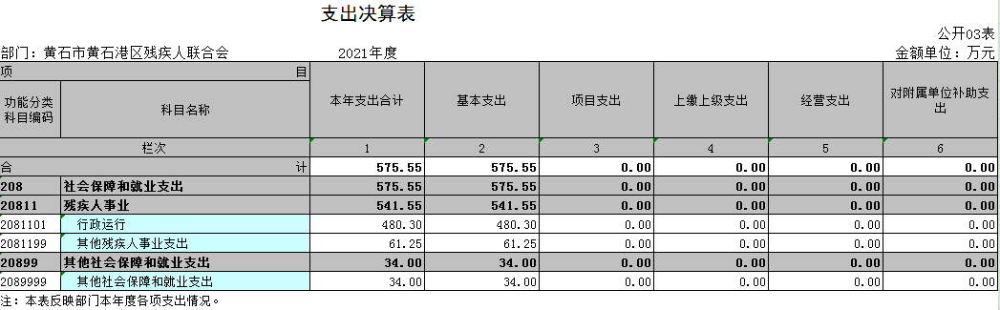 支出决算表
公开03表
部门：黄石市黄石港区残疾人联合会 2021年度 金额单位：万元
项 目 本年支出合计 基本支出 项目支出 上缴上级支出 经营支出 对附属单位补助支出
功能分类科目编码 科目名称
栏次 1 2 3 4 5 6
合 计 575.55 575.55 0.00 0.00 0.00 0.00
208 社会保障和就业支出 575.55 575.55 0.00 0.00 0.00 0.00
20811 残疾人事业 541.55 541.55 0.00 0.00 0.00 0.00
2081101 行政运行 480.30 480.30 0.00 0.00 0.00 0.00
2081199 其他残疾人事业支出 61.25 61.25 0.00 0.00 0.00 0.00
20899 其他社会保障和就业支出 34.00 34.00 0.00 0.00 0.00 0.00
2089999 其他社会保障和就业支出 34.00 34.00 0.00 0.00 0.00 0.00
注：本表反映部门本年度各项支出情况。